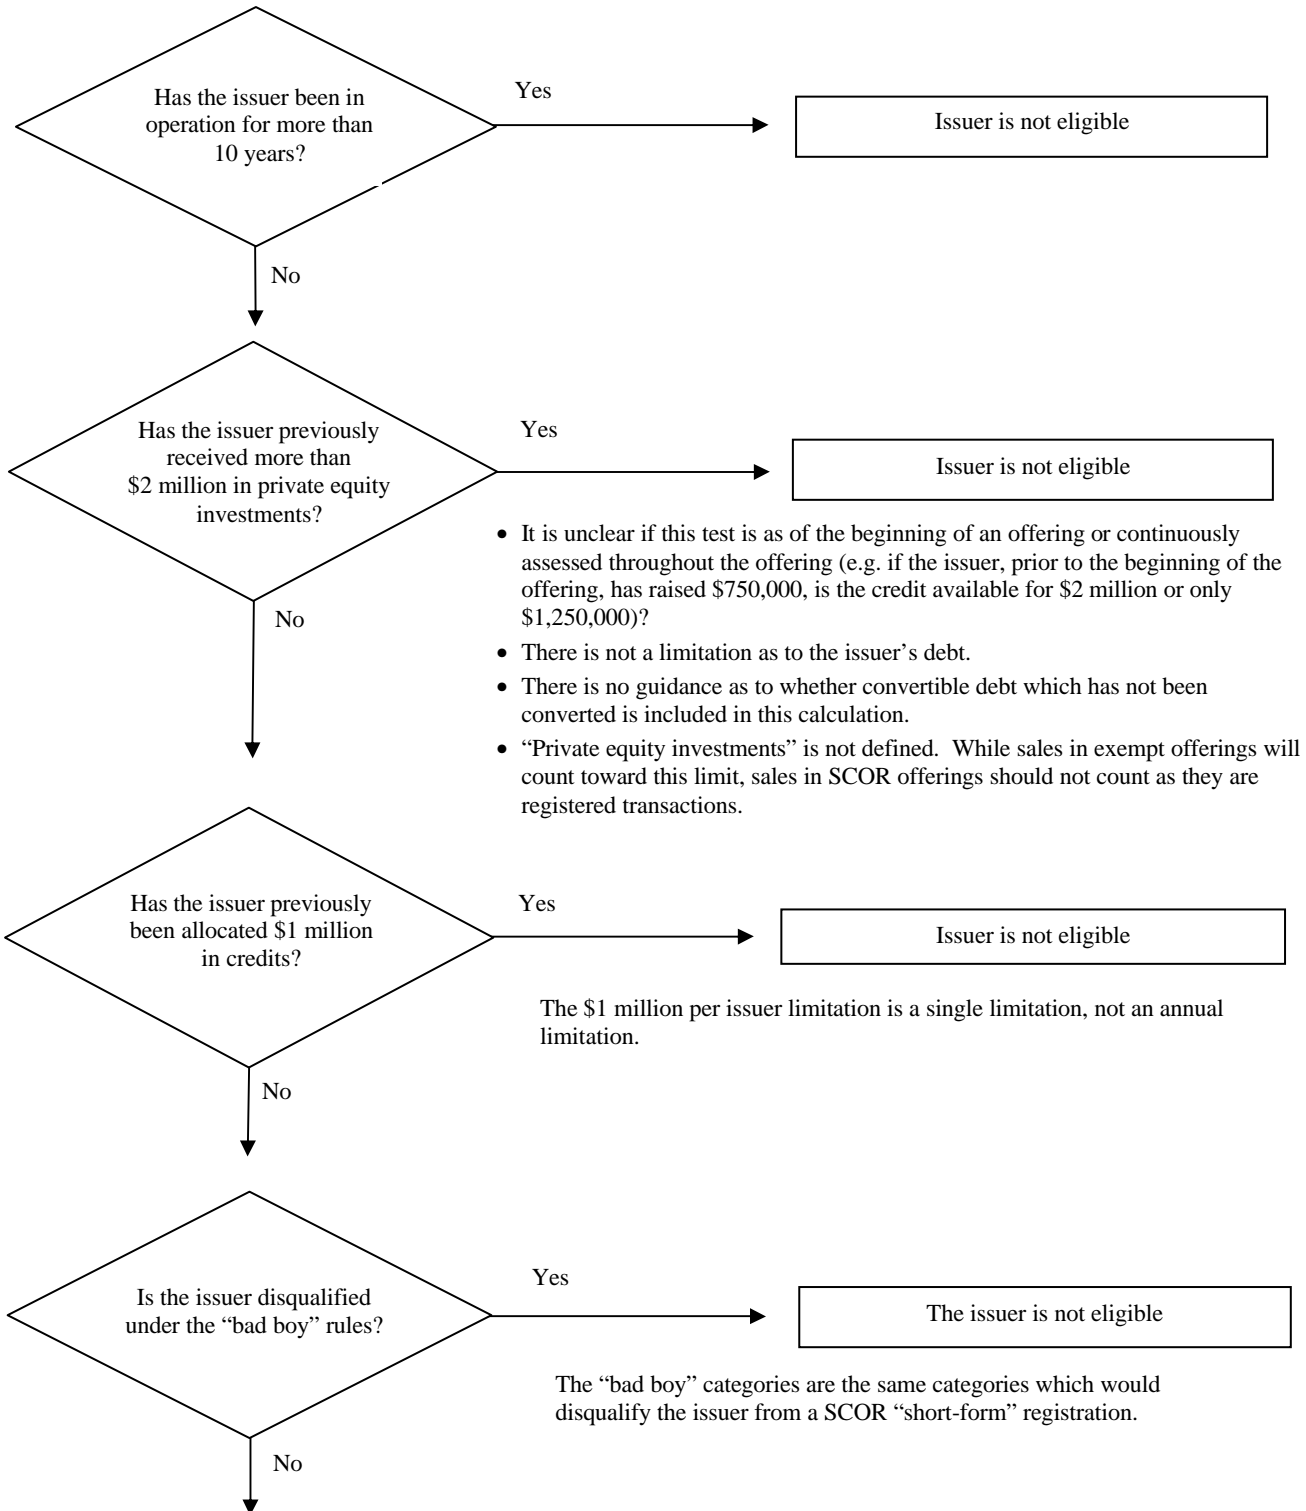 Has the issuer been in
operation for more than
10 years?
Yes
Issuer is not eligible
No
Has the issuer previously
received more than
$2 million in private equity
investments?
Yes
Issuer is not eligible
• It is unclear if this test is as of the beginning of an offering or continuously
assessed throughout the offering (e.g. if the issuer, prior to the beginning of the
offering, has raised $750,000, is the credit available for $2 million or only
$1,250,000)?
• There is not a limitation as to the issuer’s debt.
• There is no guidance as to whether convertible debt which has not been
converted is included in this calculation.
• “Private equity investments” is not defined.  While sales in exempt offerings will
count toward this limit, sales in SCOR offerings should not count as they are
registered transactions.
No
Has the issuer previously
been allocated $1 million
in credits?
Yes
Issuer is not eligible
The $1 million per issuer limitation is a single limitation, not an annual
limitation.
No
Is the issuer disqualified
under the “bad boy” rules?
Yes
The issuer is not eligible
The “bad boy” categories are the same categories which would
disqualify the issuer from a SCOR “short-form” registration.
No